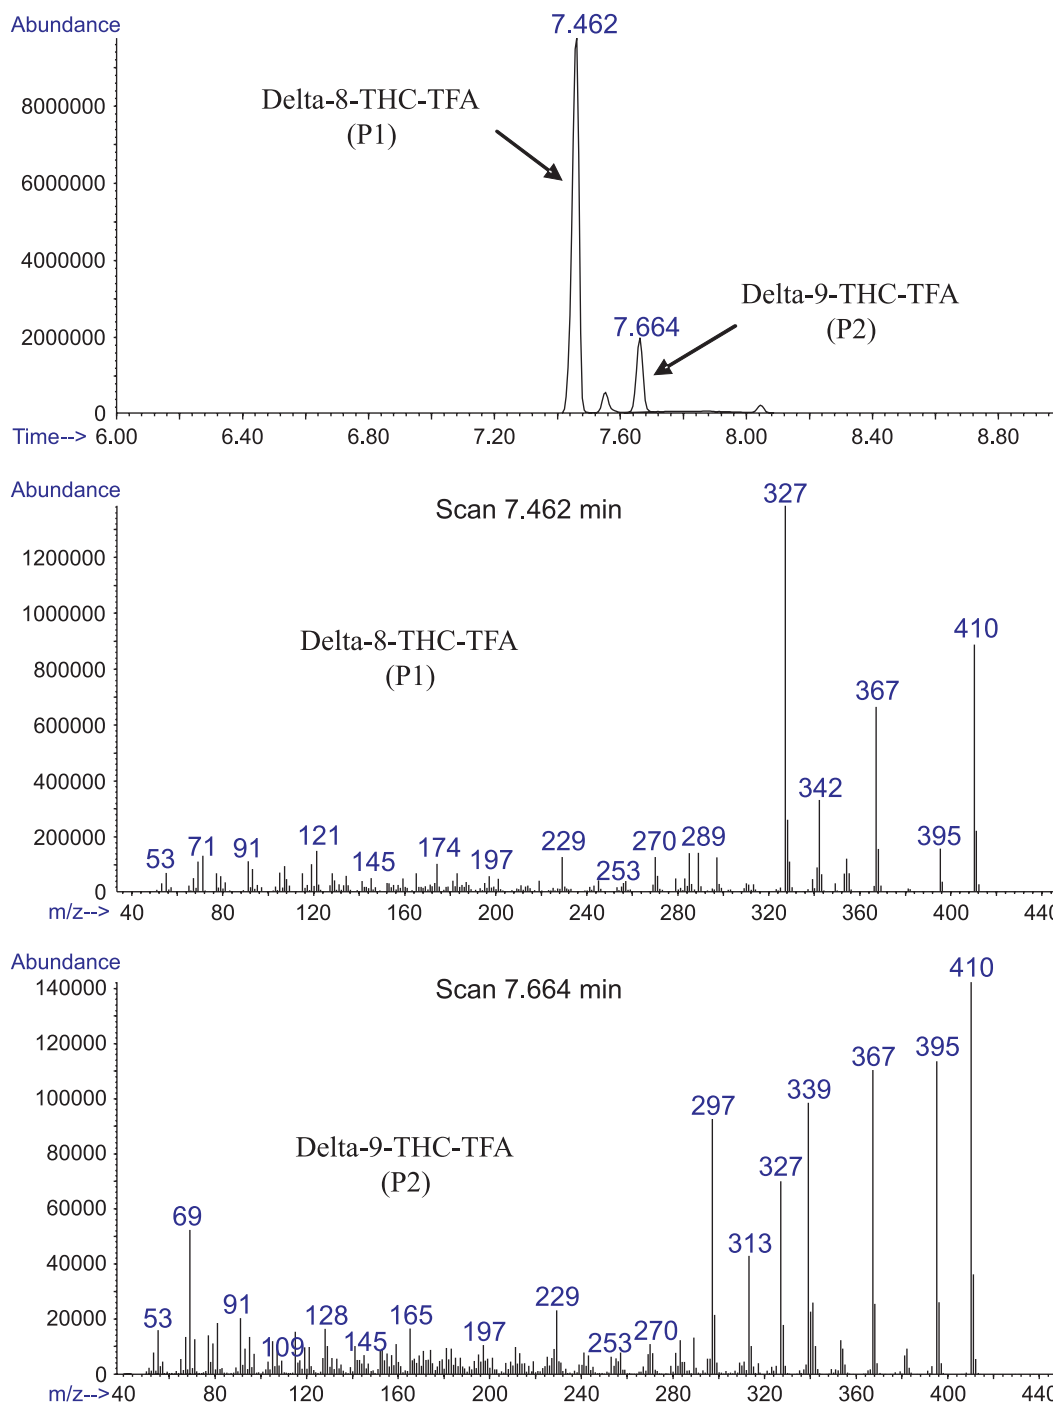 Abundance
7.462
Delta-8-THC-TFA
(P1)
8000000
6000000
4000000
Delta-9-THC-TFA
(P2)
7.664
2000000
0
6.00 6.40 6.80 7.20 7.60 8.00 8.40 8.80
Time-->
Abundance
Scan 7.462 min
327
1200000
1000000
Delta-8-THC-TFA
(P1)
410
800000
367
600000
400000
342
200000
53 71 91 121 145 174 197 229 253 270 289 395
0
m/z--> 40 80 120 160 200 240 280 320 360 400 440
Abundance
Scan 7.664 min
410
140000
120000
395
367
339
100000
297
Delta-9-THC-TFA
(P2)
80000
327
60000
69
313
40000
20000
53 91 109 128 145 165 197 229 253 270
0
m/z--> 40 80 120 160 200 240 280 320 360 400 440